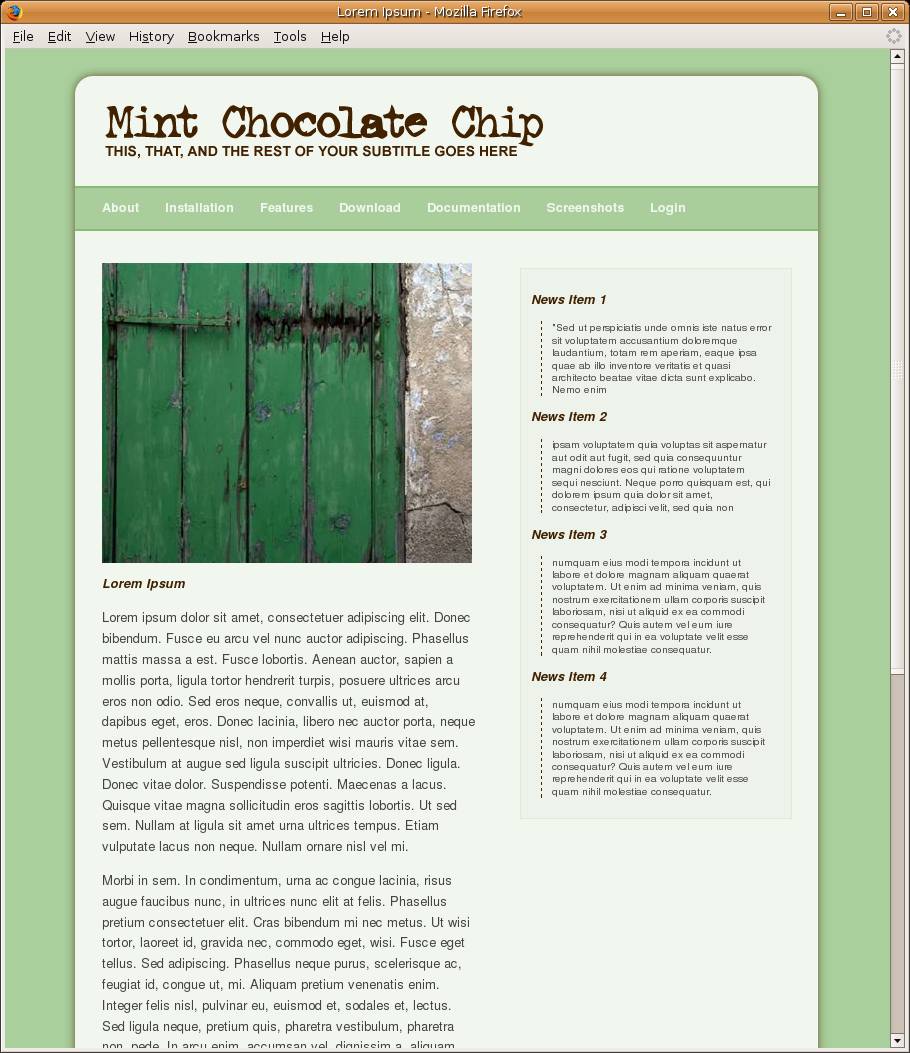 Lorem Ipsum - Mozilla Firefox
File Edit View History Bookmarks Tools Help
Mint Chocolate Chip
THIS, THAT, AND THE REST OF YOUR SUBTITLE GOES HERE
About Installation Features Download Documentation Screenshots Login
Lorem Ipsum
Lorem ipsum dolor sit amet, consectetuer adipiscing elit. Donec
bibendum. Fusce eu arcu vel nunc auctor adipiscing. Phasellus
mattis massa a est. Fusce lobortis. Aenean auctor, sapien a
mollis porta, ligula tortor hendrerit turpis, posuere ultrices arcu
eros non odio. Sed eros neque, convallis ut, euismod at,
dapibus eget, eros. Donec lacinia, libero nec auctor porta, neque
metus pellentesque nisl, non imperdiet wisi mauris vitae sem.
Vestibulum at augue sed ligula suscipit ultricies. Donec ligula.
Donec vitae dolor. Suspendisse potenti. Maecenas a lacus.
Quisque vitae magna sollicitudin eros sagittis lobortis. Ut sed
sem. Nullam at ligula sit amet urna ultrices tempus. Etiam
vulputate lacus non neque. Nullam ornare nisl vel mi.
Morbi in sem. In condimentum, urna ac congue lacinia, risus
augue faucibus nunc, in ultrices nunc elit at felis. Phasellus
pretium consectetuer elit. Cras bibendum mi nec metus. Ut wisi
tortor, laoreet id, gravida nec, commodo eget, wisi. Fusce eget
tellus. Sed adipiscing. Phasellus neque purus, scelerisque ac,
feugiat id, congue ut, mi. Aliquam pretium venenatis enim.
Integer felis nisl, pulvinar eu, euismod et, sodales et, lectus.
Sed ligula neque, pretium quis, pharetra vestibulum, pharetra
non, pede. In arcu enim, accumsan vel, dignissim a, aliquam
News Item 1
"Sed ut perspiciatis unde omnis iste natus error
sit voluptatem accusantium doloremque
laudantium, totam rem aperiam, eaque ipsa
quae ab illo inventore veritatis et quasi
architecto beatae vitae dicta sunt explicabo.
Nemo enim
News Item 2
ipsam voluptatem quia voluptas sit aspernatur
aut odit aut fugit, sed quia consequuntur
magni dolores eos qui ratione voluptatem
sequi nesciunt. Neque porro quisquam est, qui
dolorem ipsum quia dolor sit amet,
consectetur, adipisci velit, sed quia non
News Item 3
numquam eius modi tempora incidunt ut
labore et dolore magnam aliquam quaerat
voluptatem. Ut enim ad minima veniam, quis
nostrum exercitationem ullam corporis suscipit
laboriosam, nisi ut aliquid ex ea commodi
consequatur? Quis autem vel eum iure
reprehenderit qui in ea voluptate velit esse
quam nihil molestiae consequatur.
News Item 4
numquam eius modi tempora incidunt ut
labore et dolore magnam aliquam quaerat
voluptatem. Ut enim ad minima veniam, quis
nostrum exercitationem ullam corporis suscipit
laboriosam, nisi ut aliquid ex ea commodi
consequatur? Quis autem vel eum iure
reprehenderit qui in ea voluptate velit esse
quam nihil molestiae consequatur.